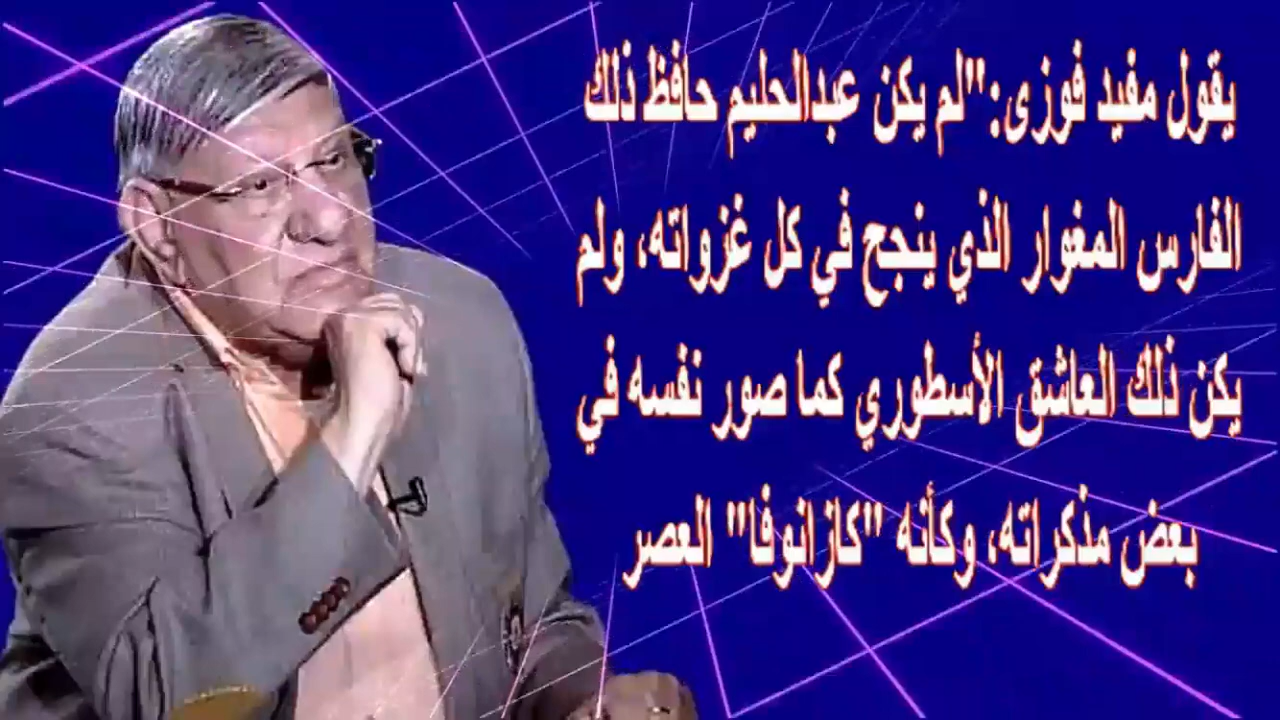 يقول مفيد فوزى:"لم يكن عبدالحليم حافظ ذلك
الفارس المغوار الذي ينجح في كل غزواته، ولم
يكن ذلك العاشق الأسطوري كما صور نفسه في
بعض مذكراته، وكأنه "كازانوفا" العصر